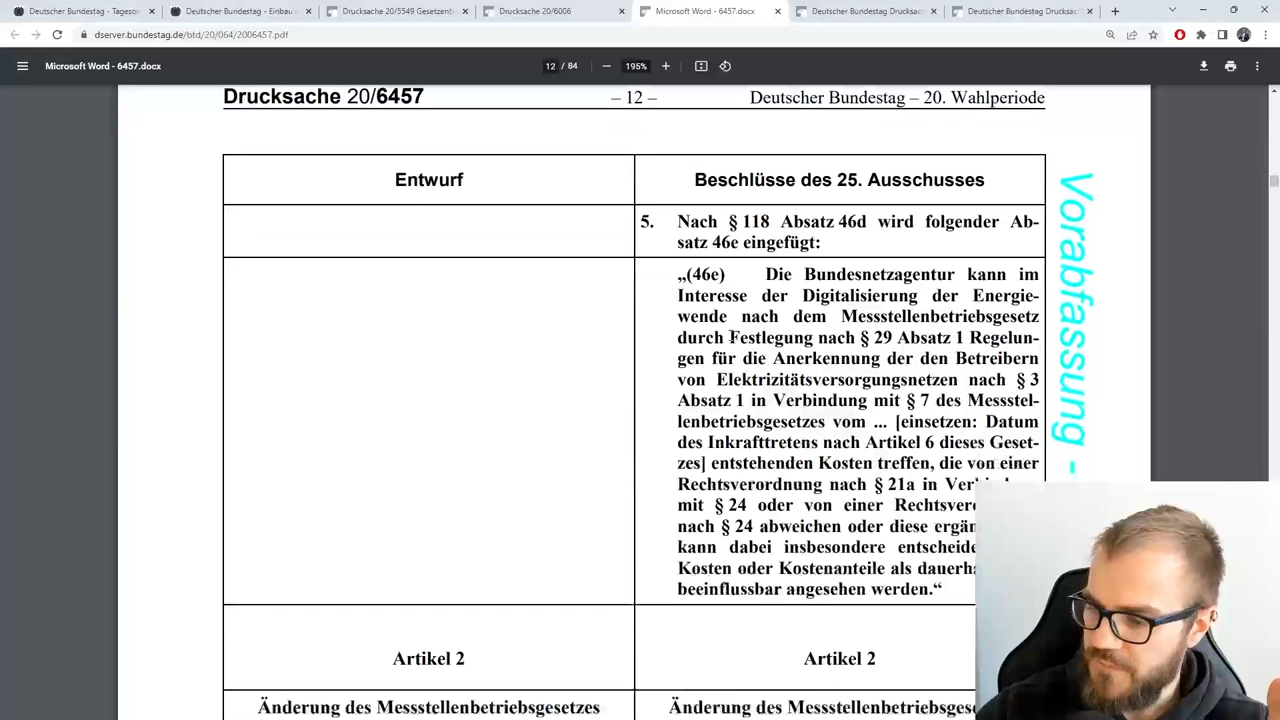 Deutscher Bundestag - Tageso
Deutscher Bundestag - Einbau
Drucksache 20/5549 Gesetzent
Drucksache 20/6006
Microsoft Word - 6457.docx
Deutscher Bundestag Drucksac
Deutscher Bundestag Drucksac
dserver.bundestag.de/btd/20/064/2006457.pdf
Microsoft Word - 6457.docx
12 / 84
195%
Drucksache 20/6457
– 12 –
Deutscher Bundestag – 20. Wahlperiode
Entwurf
Beschlüsse des 25. Ausschusses
5. Nach § 118 Absatz 46d wird folgender Ab-
satz 46e eingefügt:
„(46e) Die Bundesnetzagentur kann im
Interesse der Digitalisierung der Energie-
wende nach dem Messstellenbetriebsgesetz
durch Festlegung nach § 29 Absatz 1 Regelun-
gen für die Anerkennung der den Betreibern
von Elektrizitätsversorgungsnetzen nach § 3
Absatz 1 in Verbindung mit § 7 des Messstel-
lenbetriebsgesetzes vom ... [einsetzen: Datum
des Inkrafttretens nach Artikel 6 dieses Geset-
zes] entstehenden Kosten treffen, die von einer
Rechtsverordnung nach § 21a in
mit § 24 oder von einer
nach § 24 abweichen oder diese
kann dabei insbesondere
Kosten oder Kostenanteile als
beeinflussbar angesehen werden.“
Artikel 2
Artikel 2
Änderung des Messstellenbetriebsgesetzes
Änderung des
Vorabfassung -